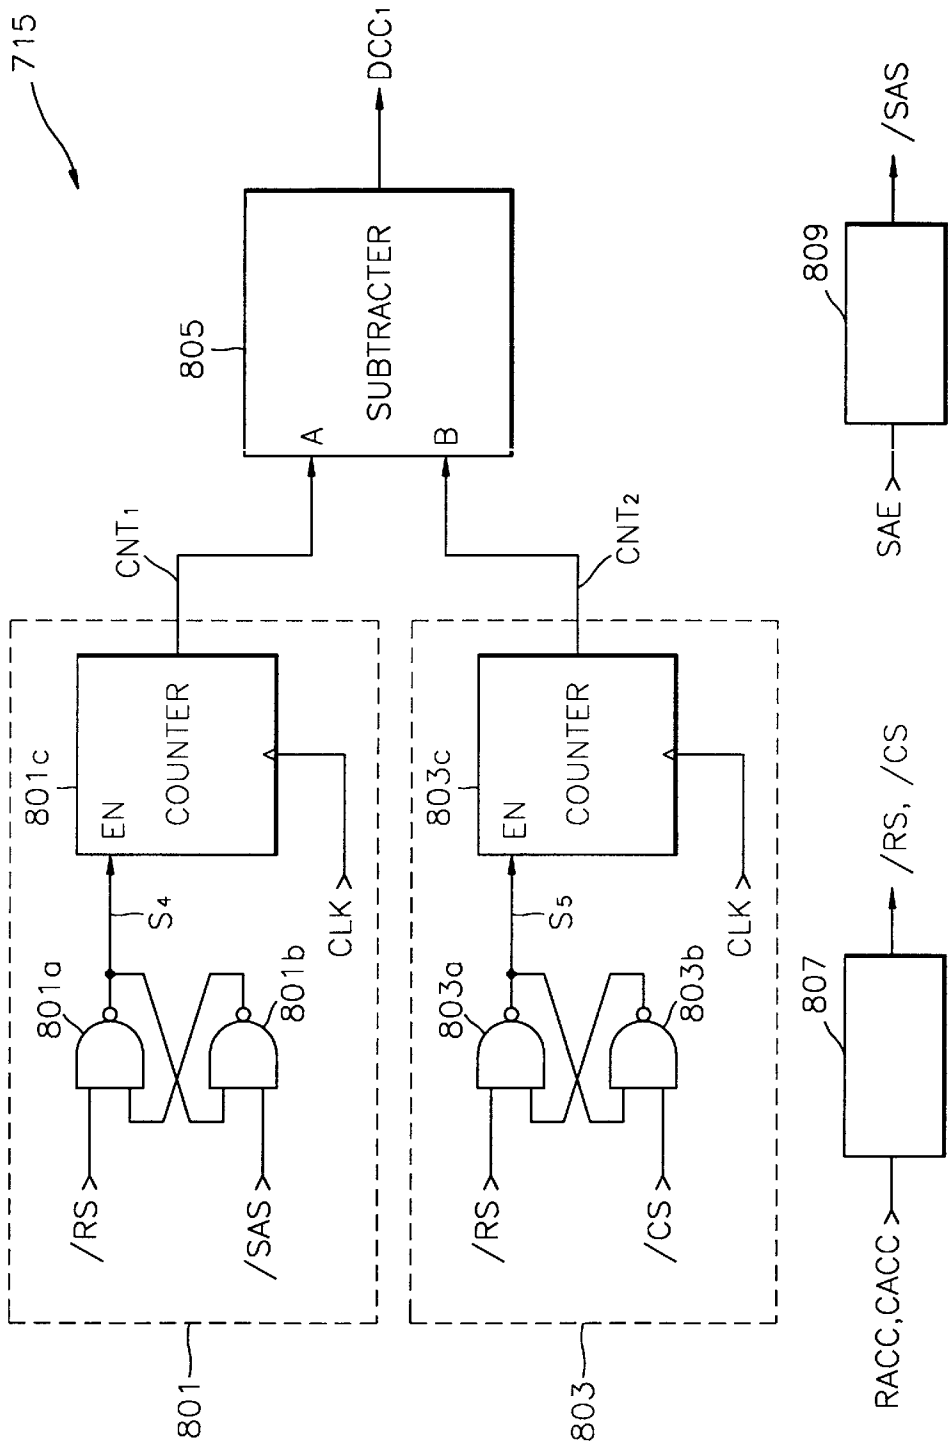 715
801
/RS
/SAS
801a
801b
S4
801c
EN
COUNTER
CLK
CNT1
805
A
B
SUBTRACTER
DCC1
803
/RS
/CS
803a
803b
S5
803c
EN
COUNTER
CLK
CNT2
RACC,CACC
807
/RS, /CS
SAE
809
/SAS